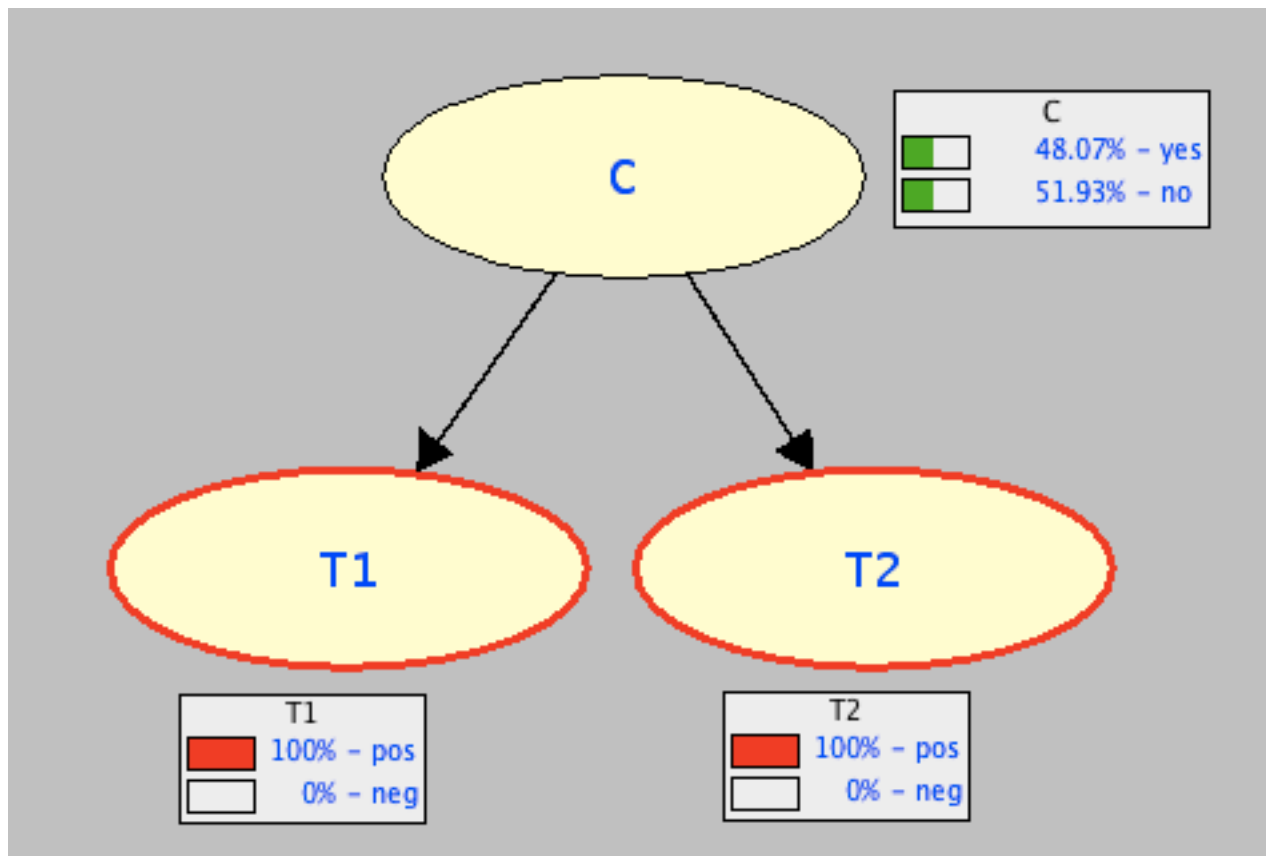 C
C
48.07% – yes
51.93% – no
T1
T2
T1
100% – pos
0% – neg
T2
100% – pos
0% – neg